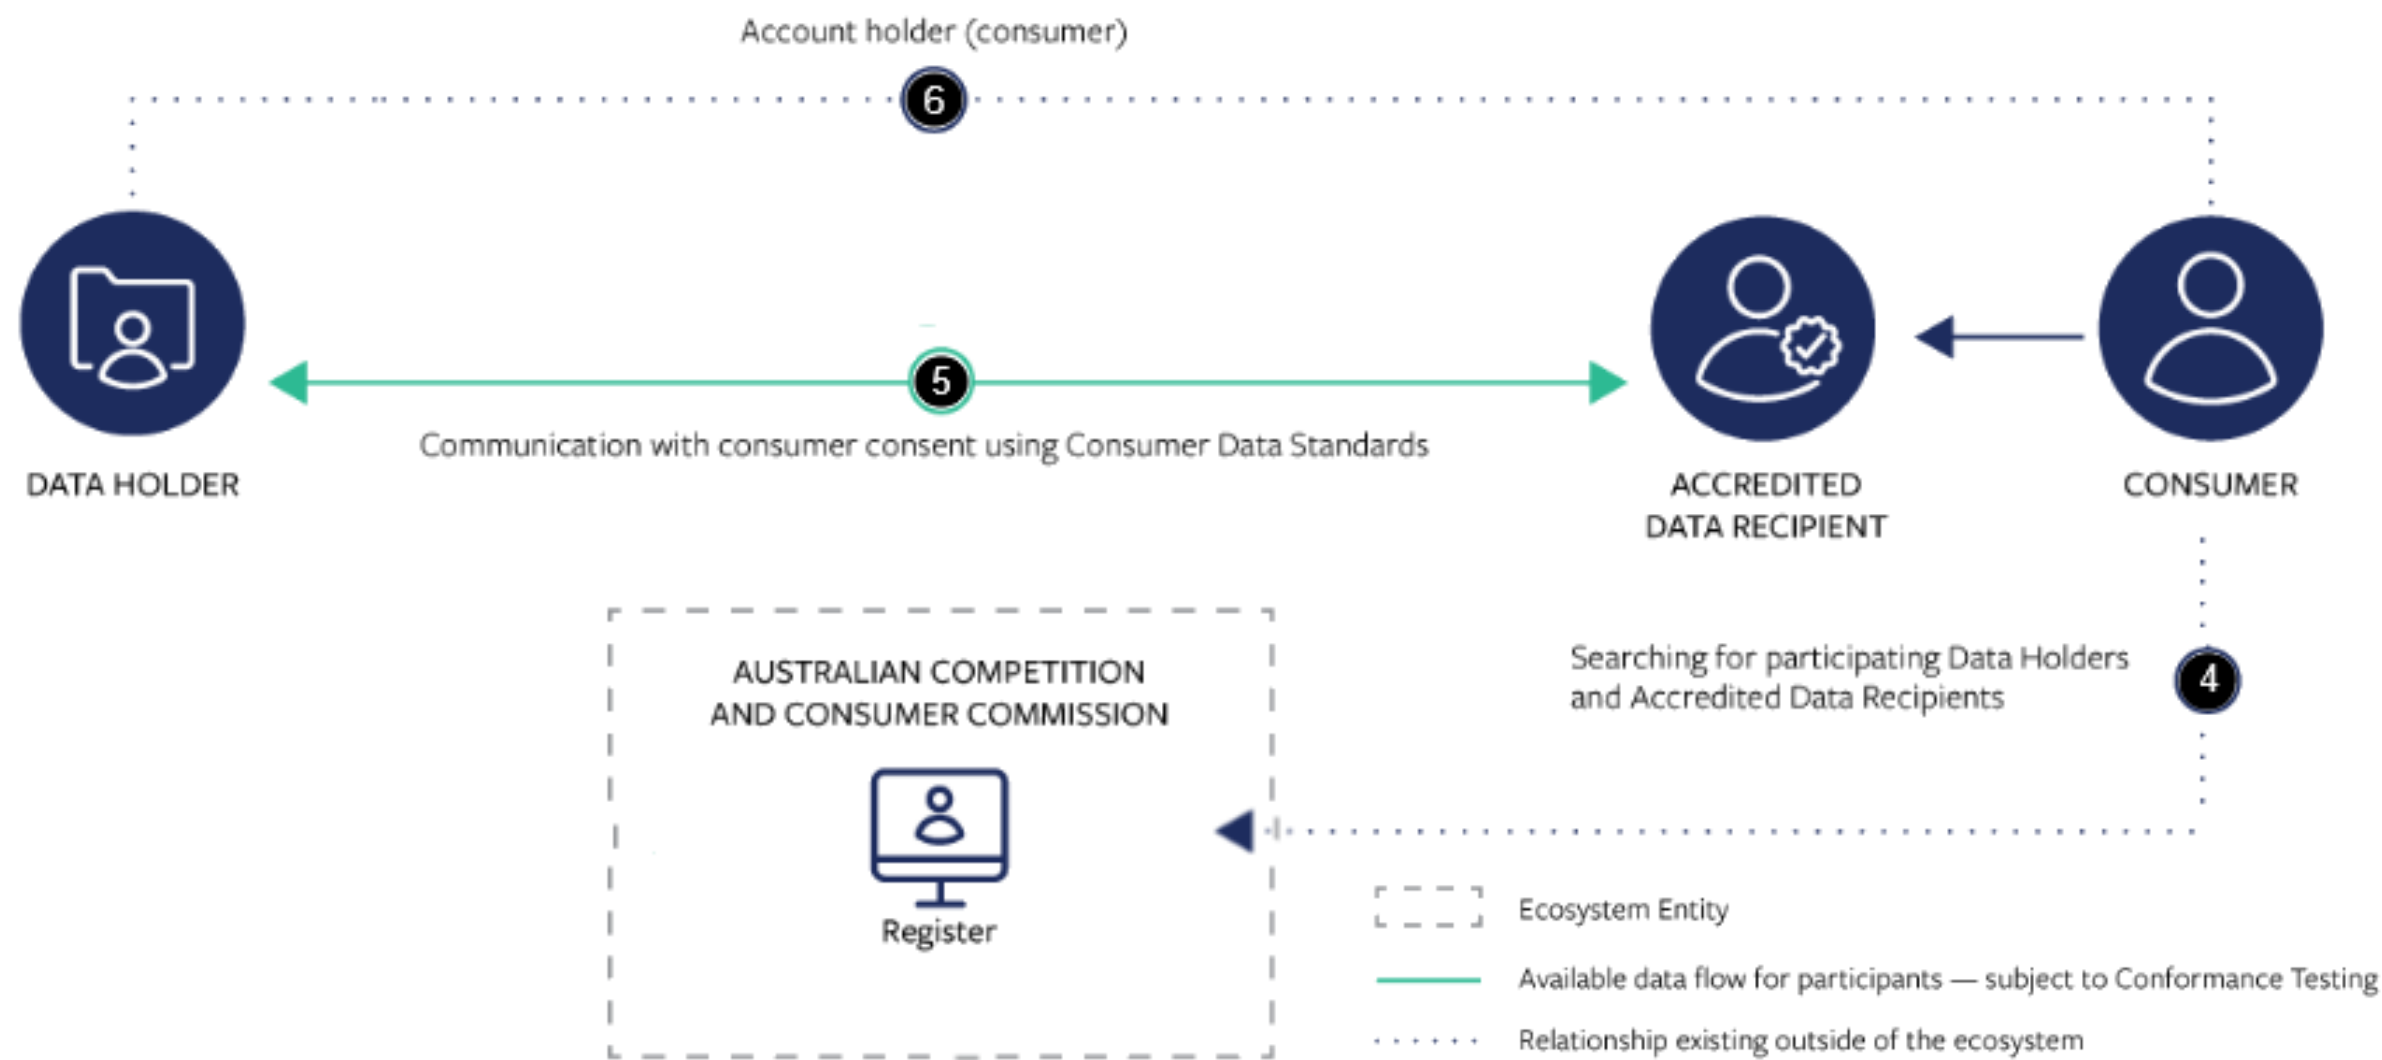 Account holder (consumer)
6
5
Communication with consumer consent using Consumer Data Standards
DATA HOLDER
ACCREDITED
DATA RECIPIENT
CONSUMER
AUSTRALIAN COMPETITION
AND CONSUMER COMMISSION
Register
Searching for participating Data Holders
and Accredited Data Recipients
4
Ecosystem Entity
Available data flow for participants — subject to Conformance Testing
Relationship existing outside of the ecosystem